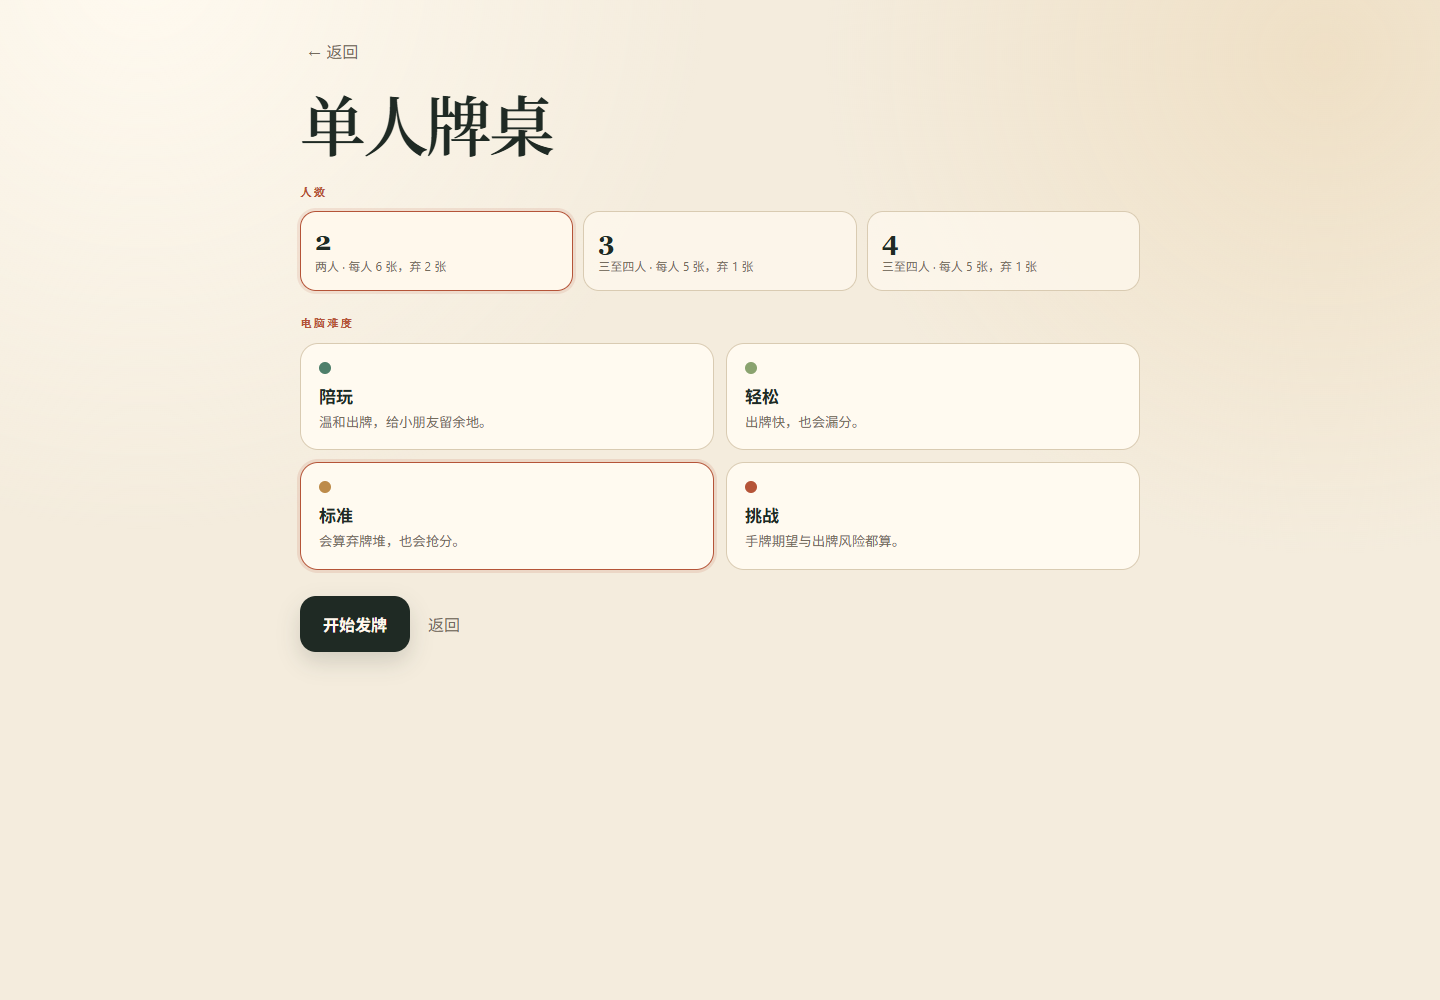 ← 返回
单人牌桌
人数
2
两人 · 每人 6 张，弃 2 张
3
三至四人 · 每人 5 张，弃 1 张
4
三至四人 · 每人 5 张，弃 1 张
电脑难度
陪玩
温和出牌，给小朋友留余地。
轻松
出牌快，也会漏分。
标准
会算弃牌堆，也会抢分。
挑战
手牌期望与出牌风险都算。
开始发牌
返回